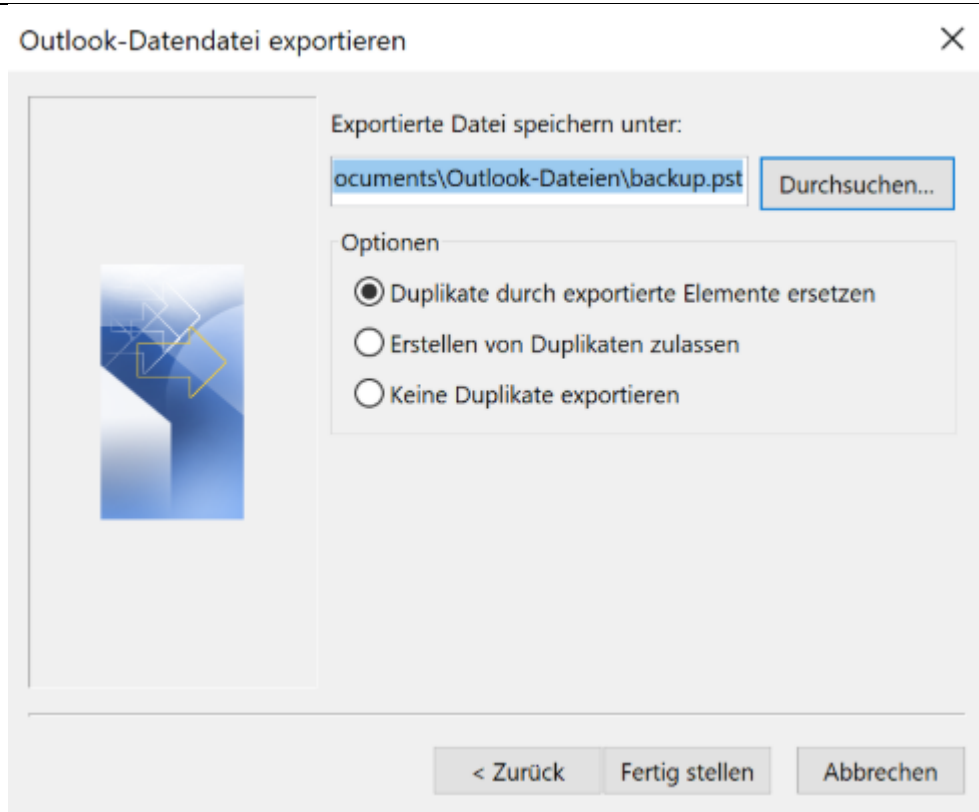 Outlook-Datendatei exportieren
Exportierte Datei speichern unter:
ocuments\Outlook-Dateien\backup.pst
Durchsuchen...
Optionen
Duplikate durch exportierte Elemente ersetzen
Erstellen von Duplikaten zulassen
Keine Duplikate exportieren
< Zurück
Fertig stellen
Abbrechen